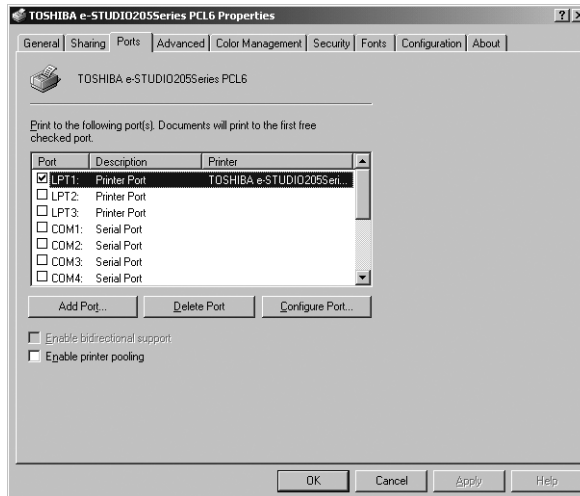 TOSHIBA e-STUDIO205Series PCL6 Properties
General Sharing Ports Advanced Color Management Security Fonts Configuration About
TOSHIBA e-STUDIO205Series PCL6
Print to the following port(s). Documents will print to the first free
checked port.
Port Description Printer
LPT1: Printer Port TOSHIBA e-STUDIO205Seri...
LPT2: Printer Port
LPT3: Printer Port
COM1: Serial Port
COM2: Serial Port
COM3: Serial Port
COM4: Serial Port
Add Port... Delete Port Configure Port...
Enable bidirectional support
Enable printer pooling
OK Cancel Apply Help